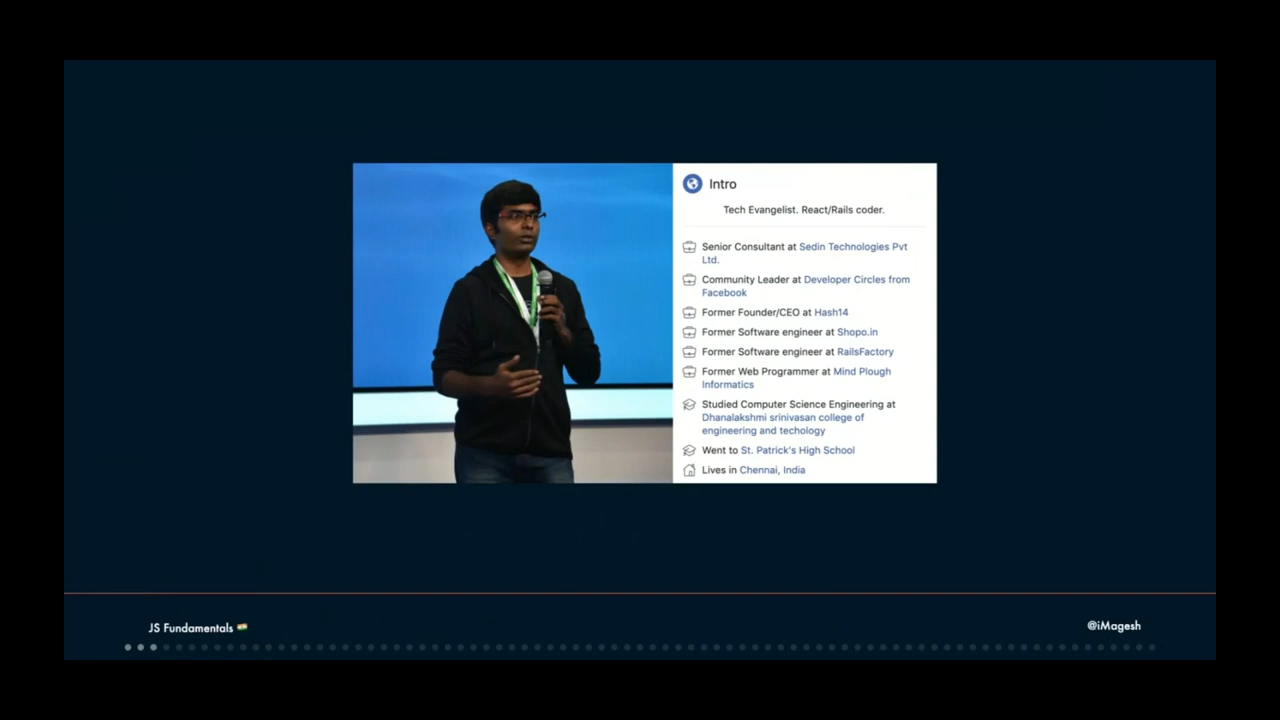 Intro
Tech Evangelist. React/Rails coder.
Senior Consultant at Sedin Technologies Pvt
Ltd.
Community Leader at Developer Circles from
Facebook
Former Founder/CEO at Hash14
Former Software engineer at Shopo.in
Former Software engineer at RailsFactory
Former Web Programmer at Mind Plough
Informatics
Studied Computer Science Engineering at
Dhanalakshmi srinivasan college of
engineering and techology
Went to St. Patrick's High School
Lives in Chennai, India
JS Fundamentals
@iMagesh